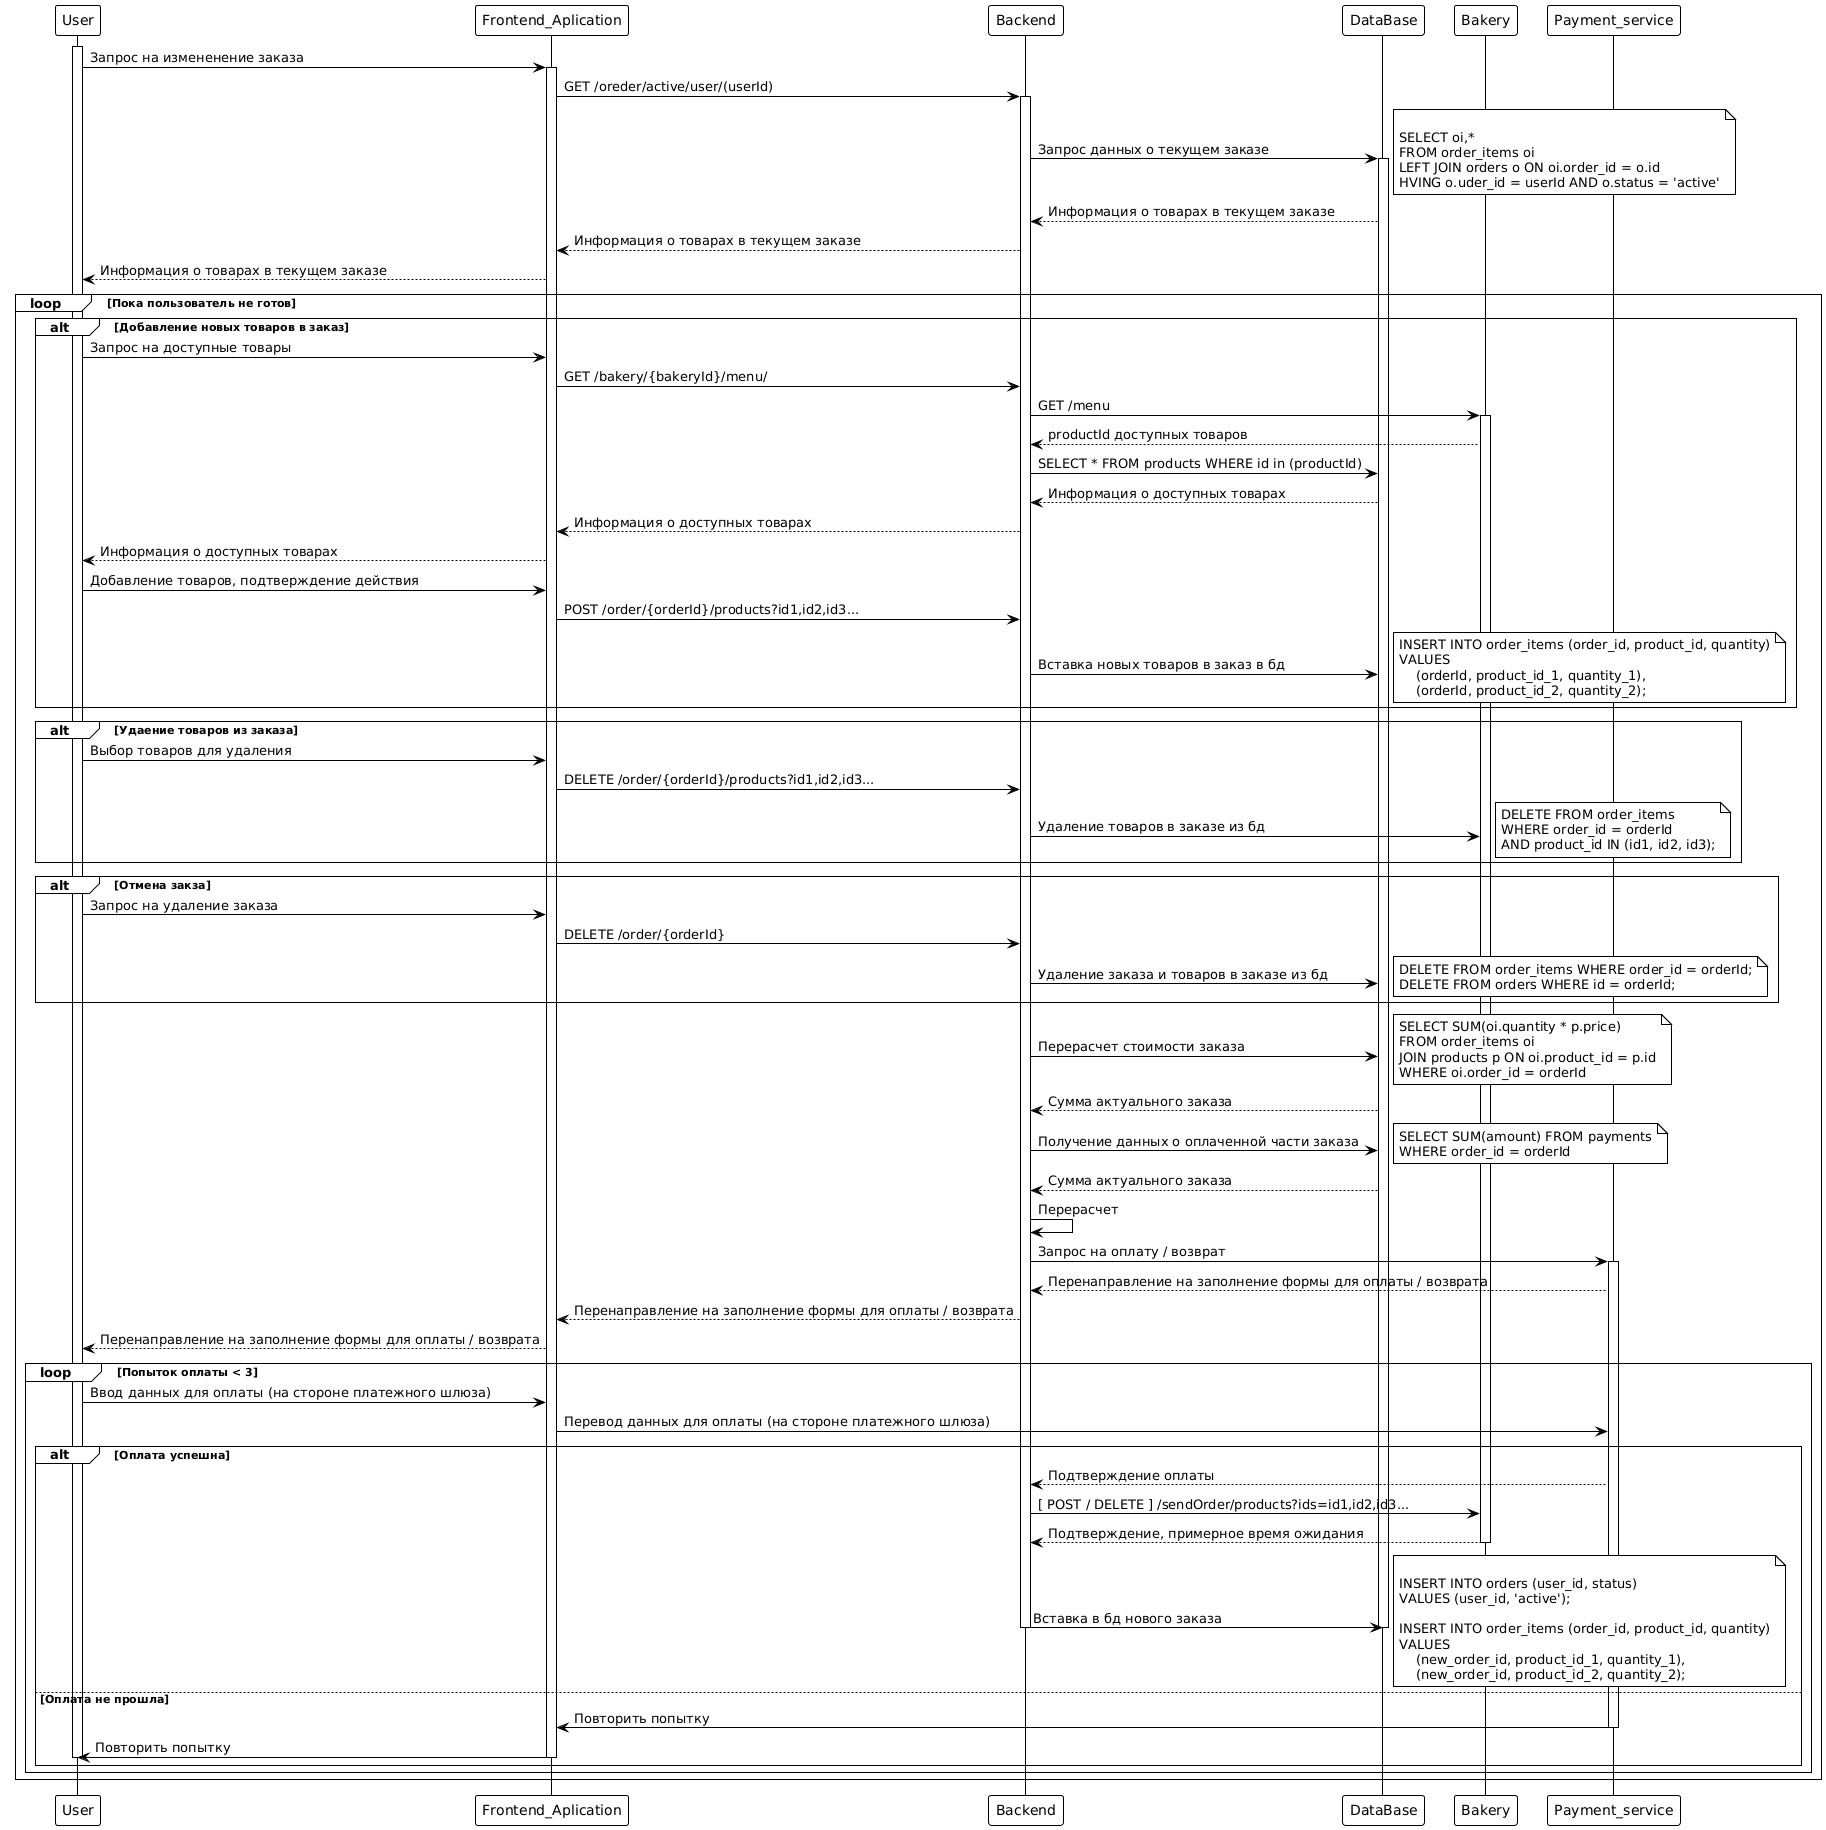 User Frontend_Aplication Backend DataBase Bakery Payment_service
Запрос на измененение заказа
GET /oreder/active/user/(userId)
SELECT oi,*
FROM order_items oi
LEFT JOIN orders o ON oi.order_id = o.id
HVING o.uder_id = userId AND o.status = 'active'
Запрос данных о текущем заказе
Информация о товарах в текущем заказе
Информация о товарах в текущем заказе
Информация о товарах в текущем заказе
loop [Пока пользователь не готов]
alt [Добавление новых товаров в заказ]
Запрос на доступные товары
GET /bakery/{bakeryId}/menu/
GET /menu
productId доступных товаров
SELECT * FROM products WHERE id in (productId)
Информация о доступных товарах
Информация о доступных товарах
Информация о доступных товарах
Добавление товаров, подтверждение действия
POST /order/{orderId}/products?id1,id2,id3...
INSERT INTO order_items (order_id, product_id, quantity)
VALUES
(orderId, product_id_1, quantity_1),
(orderId, product_id_2, quantity_2);
Вставка новых товаров в заказ в бд
alt [Удаение товаров из заказа]
Выбор товаров для удаления
DELETE /order/{orderId}/products?id1,id2,id3...
DELETE FROM order_items
WHERE order_id = orderId
AND product_id IN (id1, id2, id3);
Удаление товаров в заказе из бд
alt [Отмена закза]
Запрос на удаление заказа
DELETE /order/{orderId}
Удаление заказа и товаров в заказе из бд
DELETE FROM order_items WHERE order_id = orderId;
DELETE FROM orders WHERE id = orderId;
SELECT SUM(oi.quantity * p.price)
FROM order_items oi
JOIN products p ON oi.product_id = p.id
WHERE oi.order_id = orderId
Перерасчет стоимости заказа
Сумма актуального заказа
Получение данных о оплаченной части заказа
SELECT SUM(amount) FROM payments
WHERE order_id = orderId
Сумма актуального заказа
Перерасчет
Запрос на оплату / возврат
Перенаправление на заполнение формы для оплаты / возврата
Перенаправление на заполнение формы для оплаты / возврата
Перенаправление на заполнение формы для оплаты / возврата
loop [Попыток оплаты < 3]
Ввод данных для оплаты (на стороне платежного шлюза)
Перевод данных для оплаты (на стороне платежного шлюза)
alt [Оплата успешна]
Подтверждение оплаты
[ POST / DELETE ] /sendOrder/products?ids=id1,id2,id3...
Подтверждение, примерное время ожидания
INSERT INTO orders (user_id, status)
VALUES (user_id, 'active');
INSERT INTO order_items (order_id, product_id, quantity)
VALUES
(new_order_id, product_id_1, quantity_1),
(new_order_id, product_id_2, quantity_2);
Вставка в бд нового заказа
[Оплата не прошла]
Повторить попытку
Повторить попытку
User Frontend_Aplication Backend DataBase Bakery Payment_service